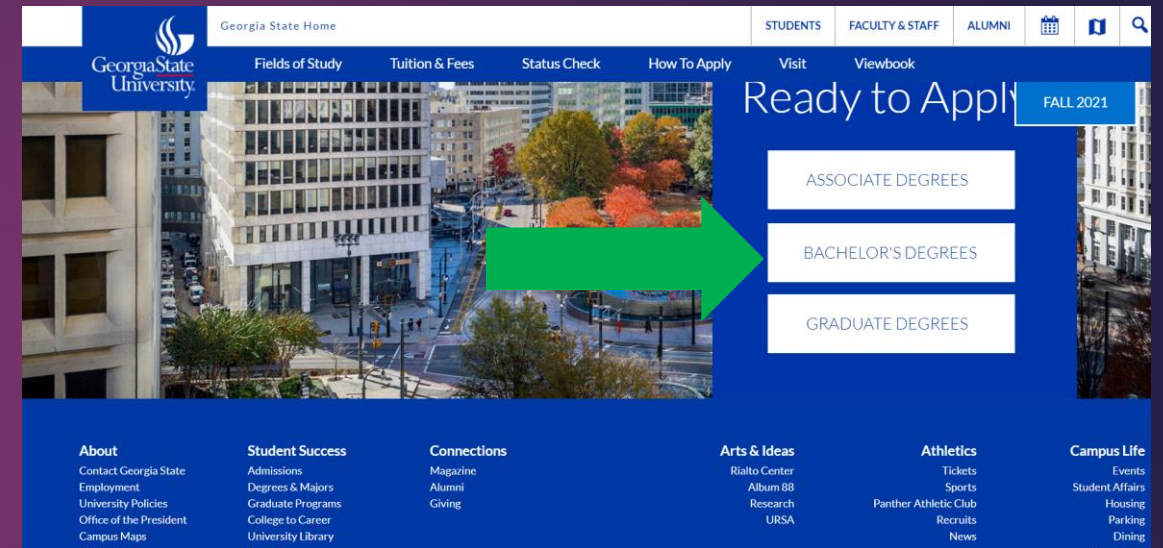 Georgia State Home
STUDENTS FACULTY & STAFF ALUMNI
GeorgiaState
University
Fields of Study Tuition & Fees Status Check How To Apply Visit Viewbook
Ready to Apply
FALL 2021
ASSOCIATE DEGREES
BACHELOR'S DEGREES
GRADUATE DEGREES
About
Contact Georgia State
Employment
University Policies
Office of the President
Campus Maps
Student Success
Admissions
Degrees & Majors
Graduate Programs
College to Career
University Library
Connections
Magazine
Alumni
Giving
Arts & Ideas
Rialto Center
Album 88
Research
URSA
Athletics
Tickets
Sports
Panther Athletic Club
Recruits
News
Campus Life
Events
Student Affairs
Housing
Parking
Dining